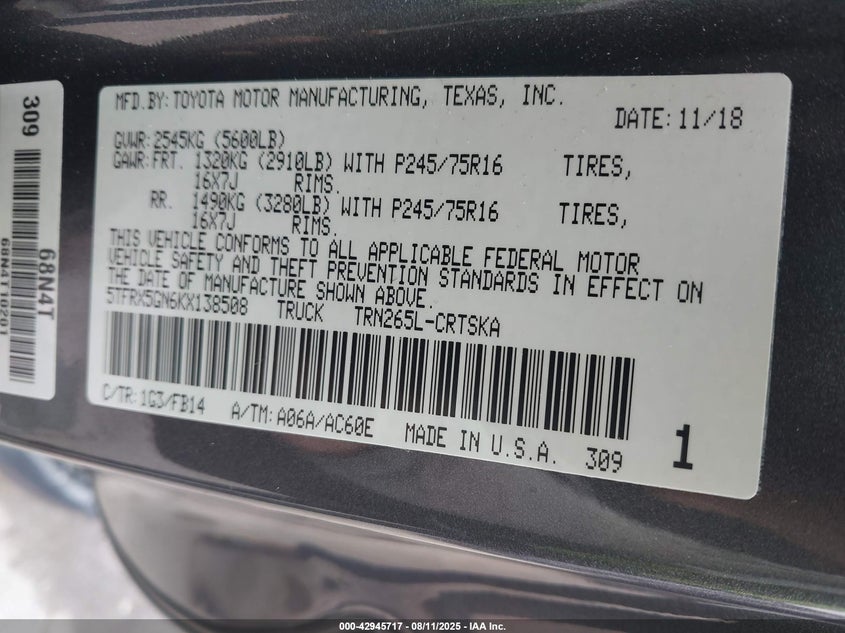 MFD.BY:TOYOTA MOTOR MANUFACTURING, TEXAS, INC.
DATE:11/18
GVWR:2545KG (5600LB)
GAWR:FRT. 1320KG (2910LB) WITH P245/75R16 TIRES,
16X7J RIMS.
RR. 1490KG (3280LB) WITH P245/75R16 TIRES,
16X7J RIMS.
THIS VEHICLE CONFORMS TO ALL APPLICABLE FEDERAL MOTOR
VEHICLE SAFETY AND THEFT PREVENTION STANDARDS IN EFFECT ON
THE DATE OF MANUFACTURE SHOWN ABOVE.
5TFRX5GN6KX138508 TRUCK TRN265L-CRTSKA
C/TR:1G3/FB14 A/TM:A06A/AC60E MADE IN U.S.A. 309 1
309
68N4T
68N4T10201
000-42945717 - 08/11/2025 - IAA Inc.